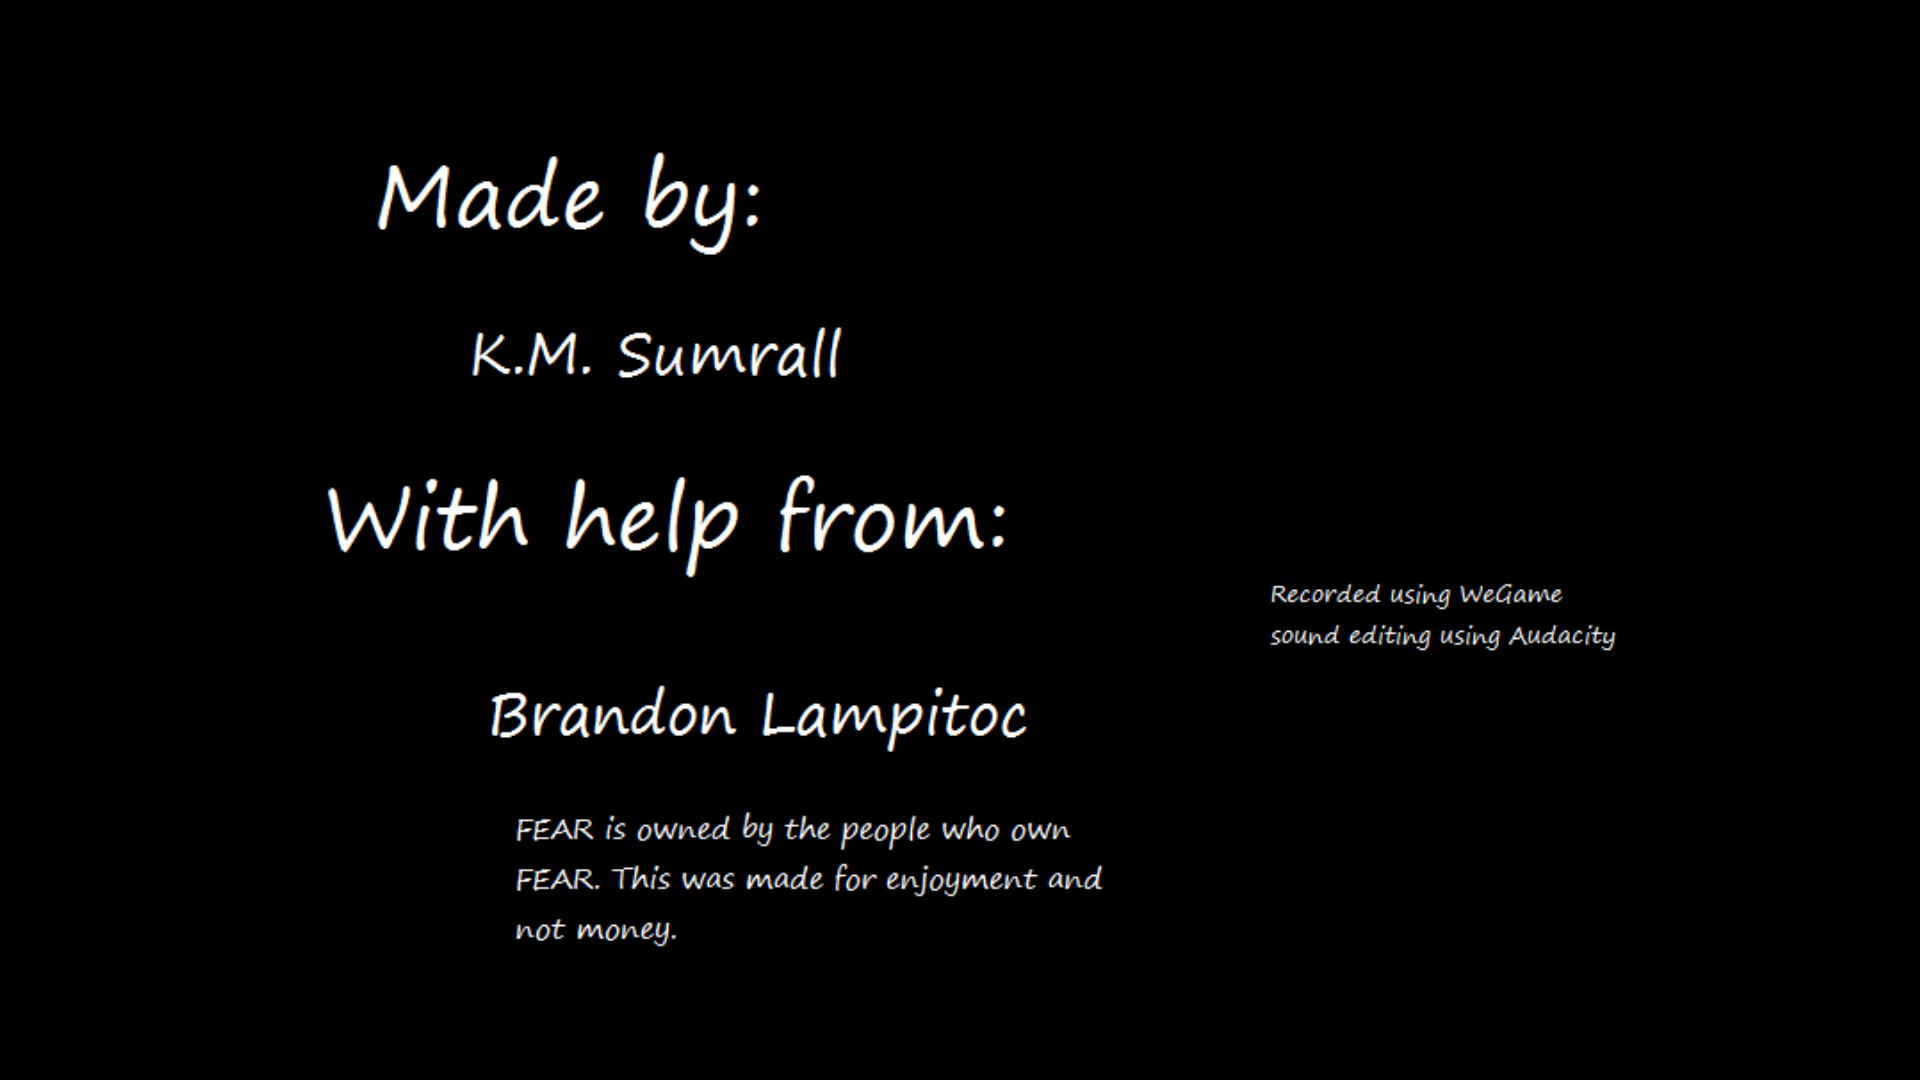 Made by:
K.M. Sumrall
With help from:
Recorded using WeGame
sound editing using Audacity
Brandon Lampitoc
FEAR is owned by the people who own
FEAR. This was made for enjoyment and
not money.